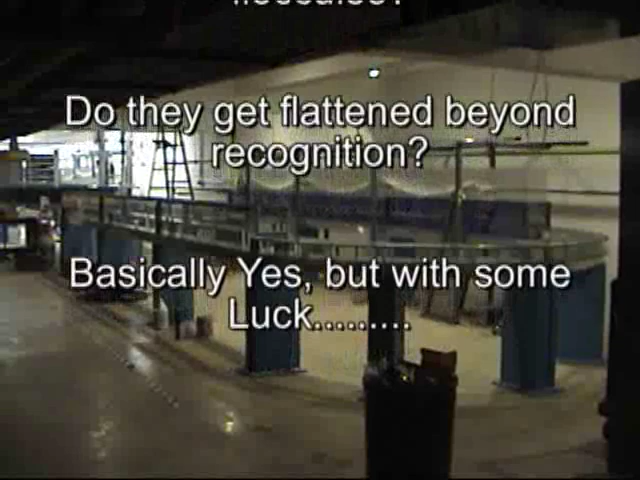 Do they get flattened beyond
recognition?
Basically Yes, but with some
Luck.........